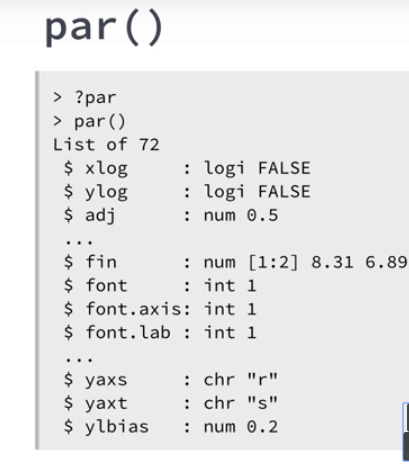 par()
> ?par
> par()
List of 72
 $ xlog     : logi FALSE
 $ ylog     : logi FALSE
 $ adj      : num 0.5
 ...
 $ fin      : num [1:2] 8.31 6.89
 $ font     : int 1
 $ font.axis: int 1
 $ font.lab : int 1
 ...
 $ yaxs     : chr "r"
 $ yaxt     : chr "s"
 $ ylbias   : num 0.2